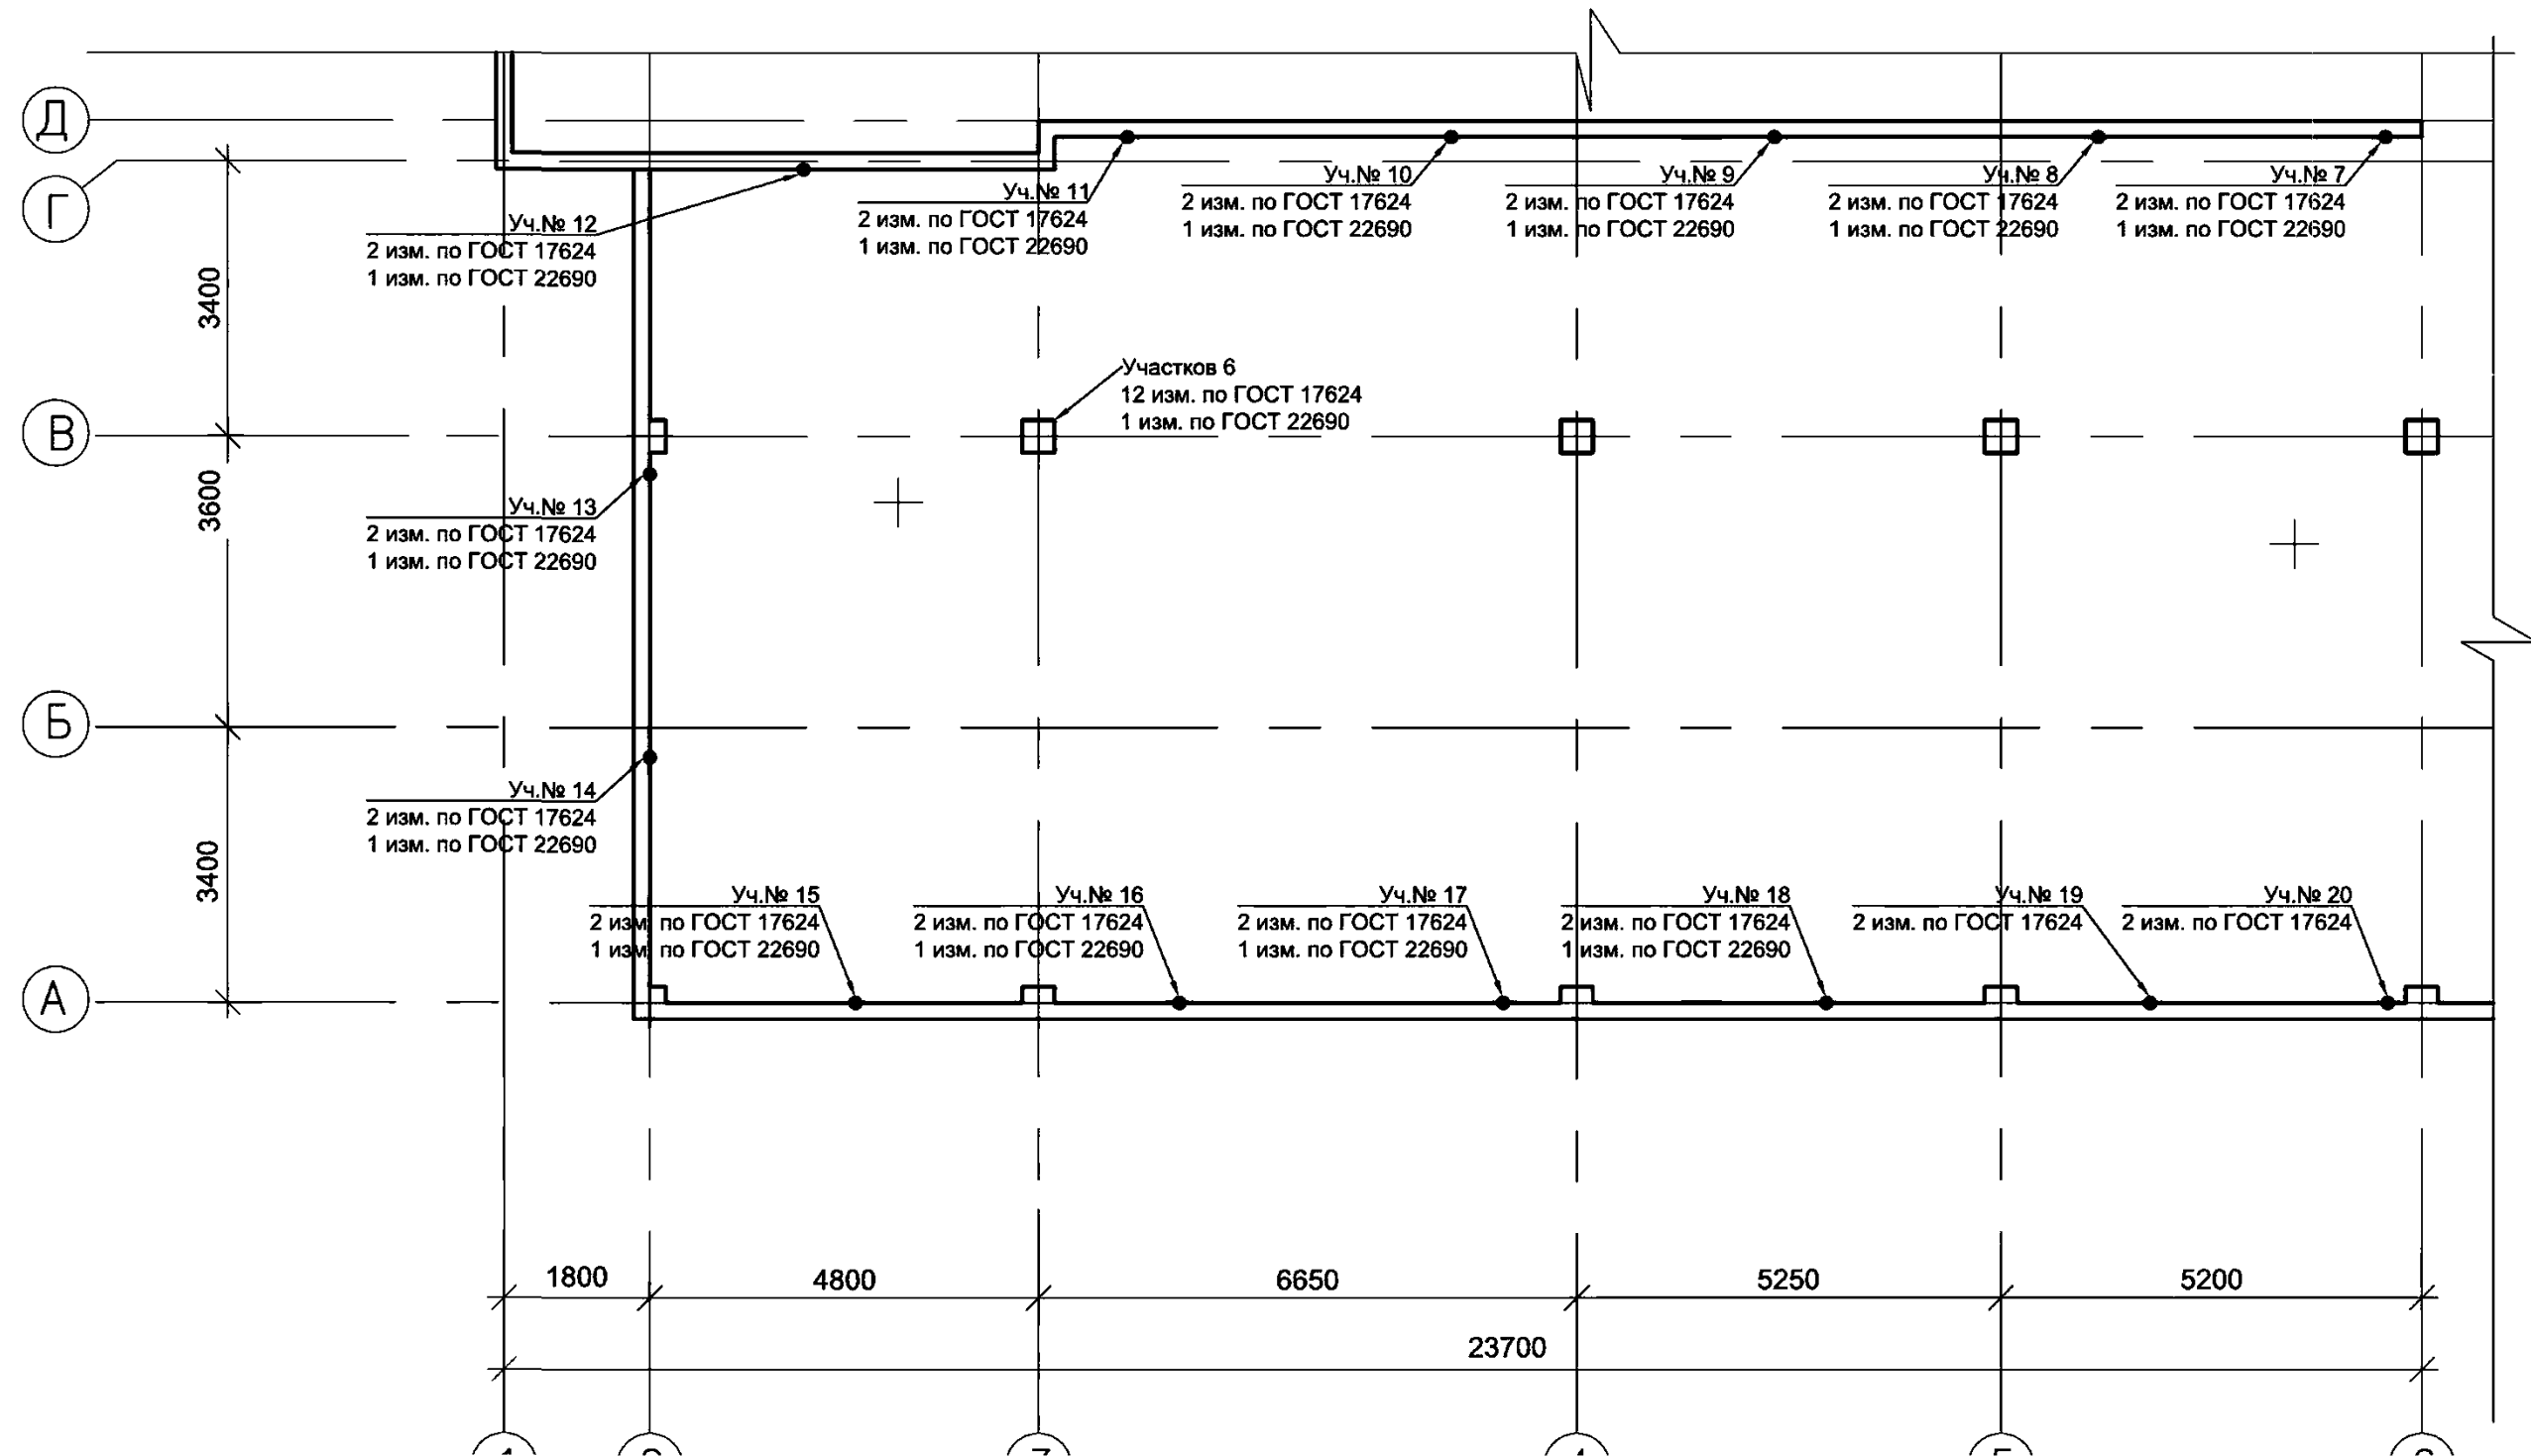 Д
Г
В
Б
А
Уч.№ 12
2 изм. по ГОСТ 17624
1 изм. по ГОСТ 22690
Уч.№ 11
2 изм. по ГОСТ 17624
1 изм. по ГОСТ 22690
Уч.№ 10
2 изм. по ГОСТ 17624
1 изм. по ГОСТ 22690
Уч.№ 9
2 изм. по ГОСТ 17624
1 изм. по ГОСТ 22690
Уч.№ 8
2 изм. по ГОСТ 17624
1 изм. по ГОСТ 22690
Уч.№ 7
2 изм. по ГОСТ 17624
1 изм. по ГОСТ 22690
3400
3600
3400
Участков 6
12 изм. по ГОСТ 17624
1 изм. по ГОСТ 22690
Уч.№ 13
2 изм. по ГОСТ 17624
1 изм. по ГОСТ 22690
Уч.№ 14
2 изм. по ГОСТ 17624
1 изм. по ГОСТ 22690
Уч.№ 15
2 изм. по ГОСТ 17624
1 изм. по ГОСТ 22690
Уч.№ 16
2 изм. по ГОСТ 17624
1 изм. по ГОСТ 22690
Уч.№ 17
2 изм. по ГОСТ 17624
1 изм. по ГОСТ 22690
Уч.№ 18
2 изм. по ГОСТ 17624
1 изм. по ГОСТ 22690
Уч.№ 19
2 изм. по ГОСТ 17624
Уч.№ 20
2 изм. по ГОСТ 17624
1800
4800
6650
5250
5200
23700